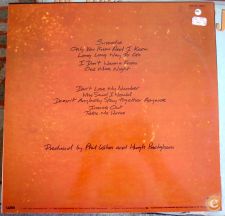 Sussudio
Only You Know And I Know
Long Long Way To Go
I Don't Wanna Know
One More Night
Don't Lose My Number
Who Said I Would
Doesn't Anybody Stay Together Anymore
Inside Out
Take Me Home
Produced by Phil Collins and Hugh Padgham